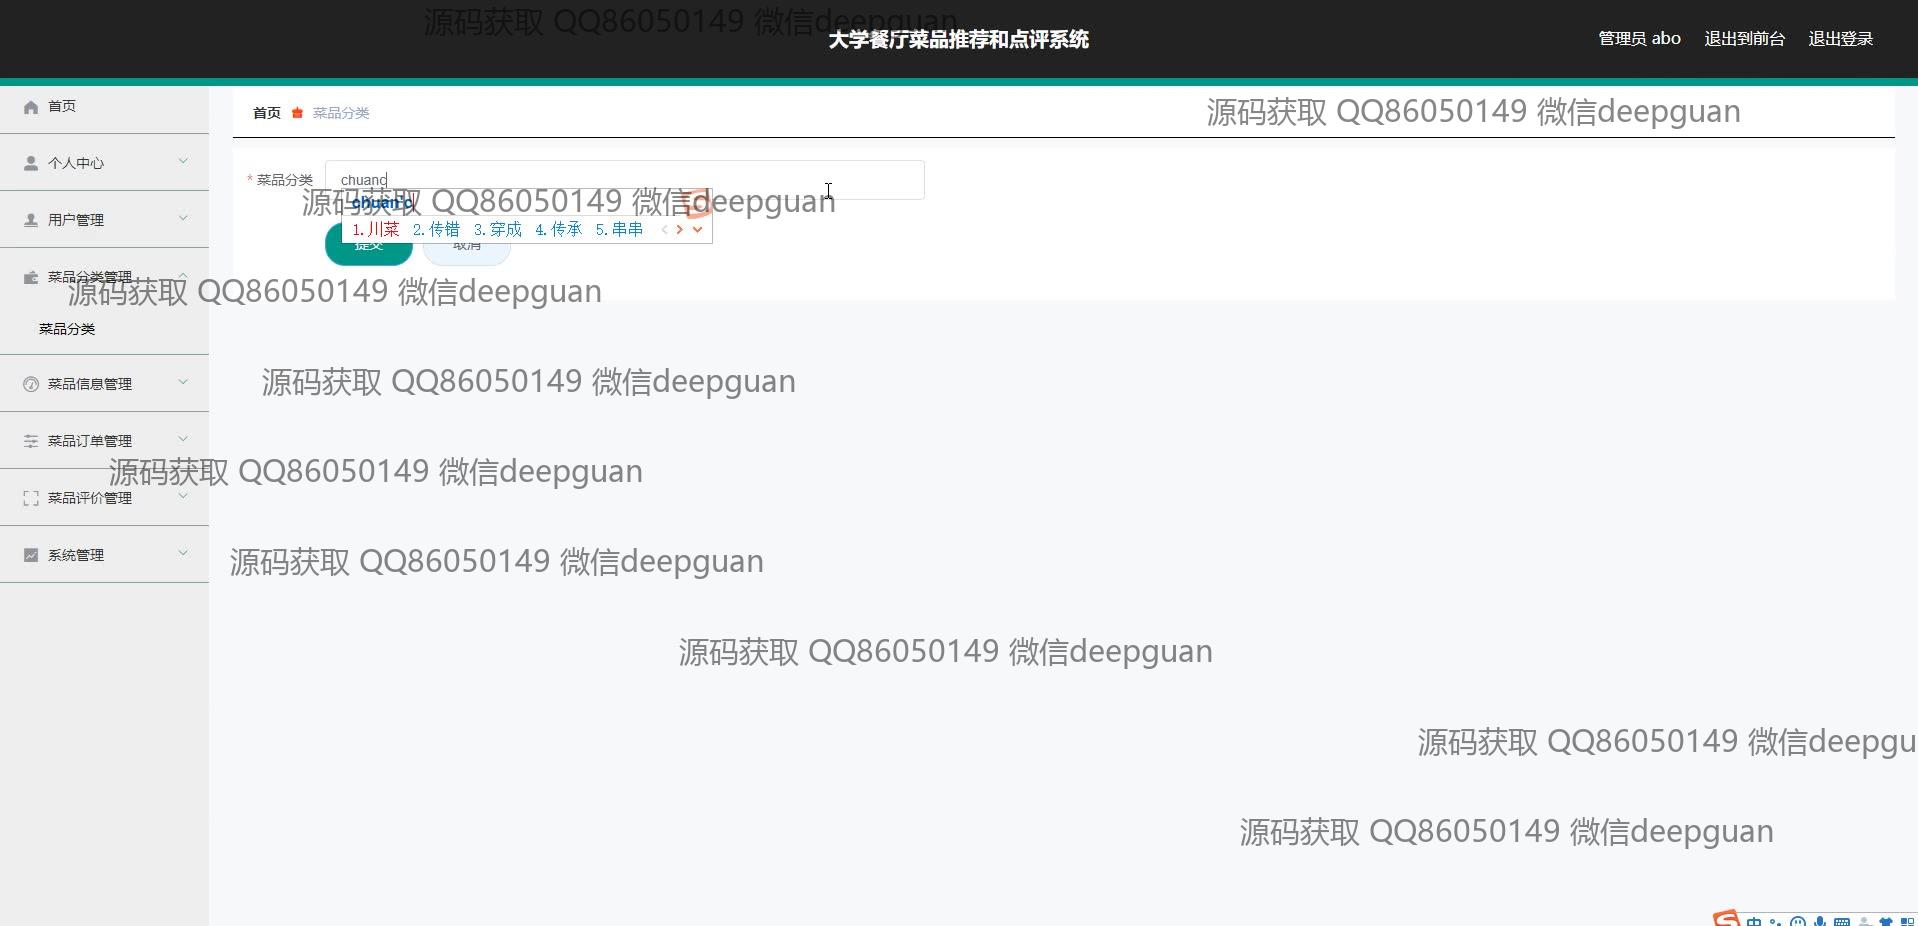 源码获取 QQ86050149 微信deepguan
大学餐厅菜品推荐和点评系统
管理员 abo 退出到前台 退出登录
首页
首页 菜品分类
源码获取 QQ86050149 微信deepguan
个人中心
* 菜品分类 chuanc
源码获取 QQ86050149 微信deepguan
chuan'c
用户管理
1.川菜 2.传错 3.穿成 4.传承 5.串串
提交 取消
菜品分类管理
源码获取 QQ86050149 微信deepguan
菜品分类
菜品信息管理
源码获取 QQ86050149 微信deepguan
菜品订单管理
源码获取 QQ86050149 微信deepguan
菜品评价管理
系统管理
源码获取 QQ86050149 微信deepguan
源码获取 QQ86050149 微信deepguan
源码获取 QQ86050149 微信deepgu
源码获取 QQ86050149 微信deepguan
中